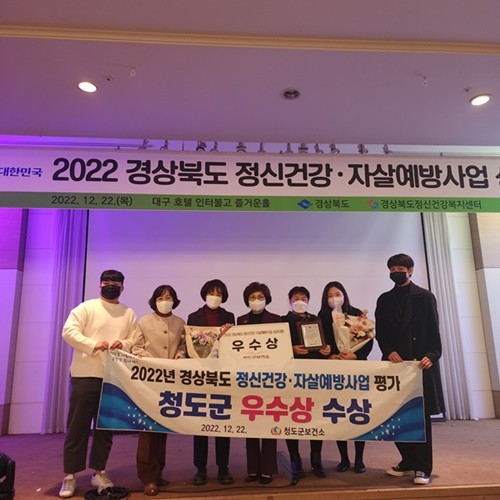 대한민국 2022 경상북도 정신건강·자살예방사업
2022. 12. 22.(목) 대구 호텔 인터불고 즐거운홀 경상북도 경상북도정신건강복지센터
우수상
2022년 경상북도 정신건강·자살예방사업 평가
청도군 우수상 수상
2022. 12. 22. 청도군보건소